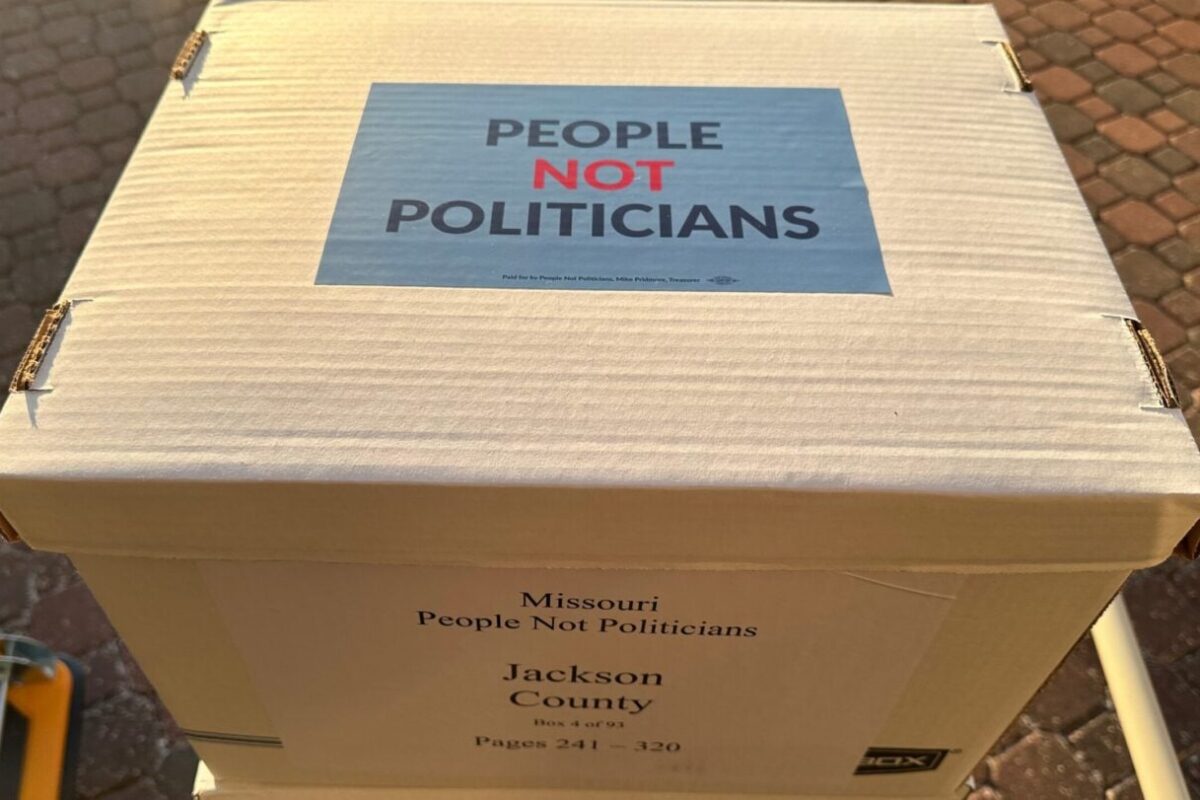 PEOPLE
NOT
POLITICIANS
Paid for by People Not Politicians, Mike Pridmore, Treasurer
Missouri
People Not Politicians
Jackson
County
Box 4 of 93
Pages 241 – 320
BOX